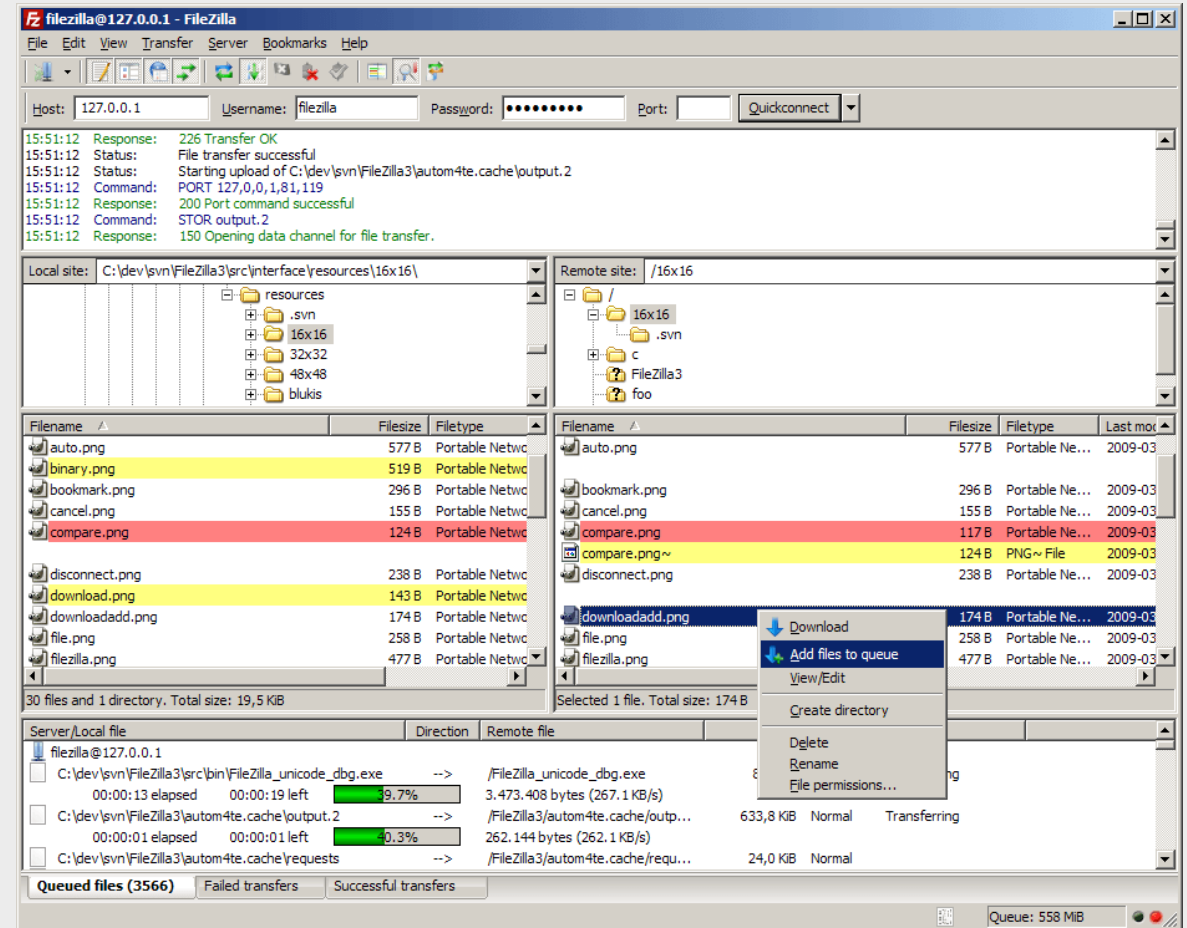 filezilla@127.0.0.1 - FileZilla
File Edit View Transfer Server Bookmarks Help
Host: 127.0.0.1 Username: filezilla Password: ●●●●●●●●● Port: Quickconnect
15:51:12 Response: 226 Transfer OK
15:51:12 Status: File transfer successful
15:51:12 Status: Starting upload of C:\dev\svn\FileZilla3\autom4te.cache\output.2
15:51:12 Command: PORT 127,0,0,1,81,119
15:51:12 Response: 200 Port command successful
15:51:12 Command: STOR output.2
15:51:12 Response: 150 Opening data channel for file transfer.
Local site: C:\dev\svn\FileZilla3\src\interface\resources\16x16\
resources
.svn
16x16
32x32
48x48
blukis
Remote site: /16x16
/
16x16
.svn
c
FileZilla3
foo
Filename Filesize Filetype
auto.png 577 B Portable Netwo
binary.png 519 B Portable Netwo
bookmark.png 296 B Portable Netwo
cancel.png 155 B Portable Netwo
compare.png 124 B Portable Netwo
disconnect.png 238 B Portable Netwo
download.png 143 B Portable Netwo
downloadadd.png 174 B Portable Netwo
file.png 258 B Portable Netwo
filezilla.png 477 B Portable Netwo
30 files and 1 directory. Total size: 19,5 KiB
Filename Filesize Filetype Last moc
auto.png 577 B Portable Ne... 2009-03
bookmark.png 296 B Portable Ne... 2009-03
cancel.png 155 B Portable Ne... 2009-03
compare.png 117 B Portable Ne... 2009-03
compare.png~ 124 B PNG~ File 2009-03
disconnect.png 238 B Portable Ne... 2009-03
downloadadd.png 174 B Portable Ne... 2009-03
file.png 258 B Portable Ne... 2009-03
filezilla.png 477 B Portable Ne... 2009-03
Selected 1 file. Total size: 174 B
Download
Add files to queue
View/Edit
Create directory
Delete
Rename
File permissions...
Server/Local file Direction Remote file
filezilla@127.0.0.1
C:\dev\svn\FileZilla3\src\bin\FileZilla_unicode_dbg.exe --> /FileZilla_unicode_dbg.exe
00:00:13 elapsed 00:00:19 left 39.7% 3.473.408 bytes (267.1 KB/s)
C:\dev\svn\FileZilla3\autom4te.cache\output.2 --> /FileZilla3/autom4te.cache/outp... 633,8 KiB Normal Transferring
00:00:01 elapsed 00:00:01 left 40.3% 262.144 bytes (262.1 KB/s)
C:\dev\svn\FileZilla3\autom4te.cache\requests --> /FileZilla3/autom4te.cache/requ... 24,0 KiB Normal
Queued files (3566) Failed transfers Successful transfers
Queue: 558 MiB